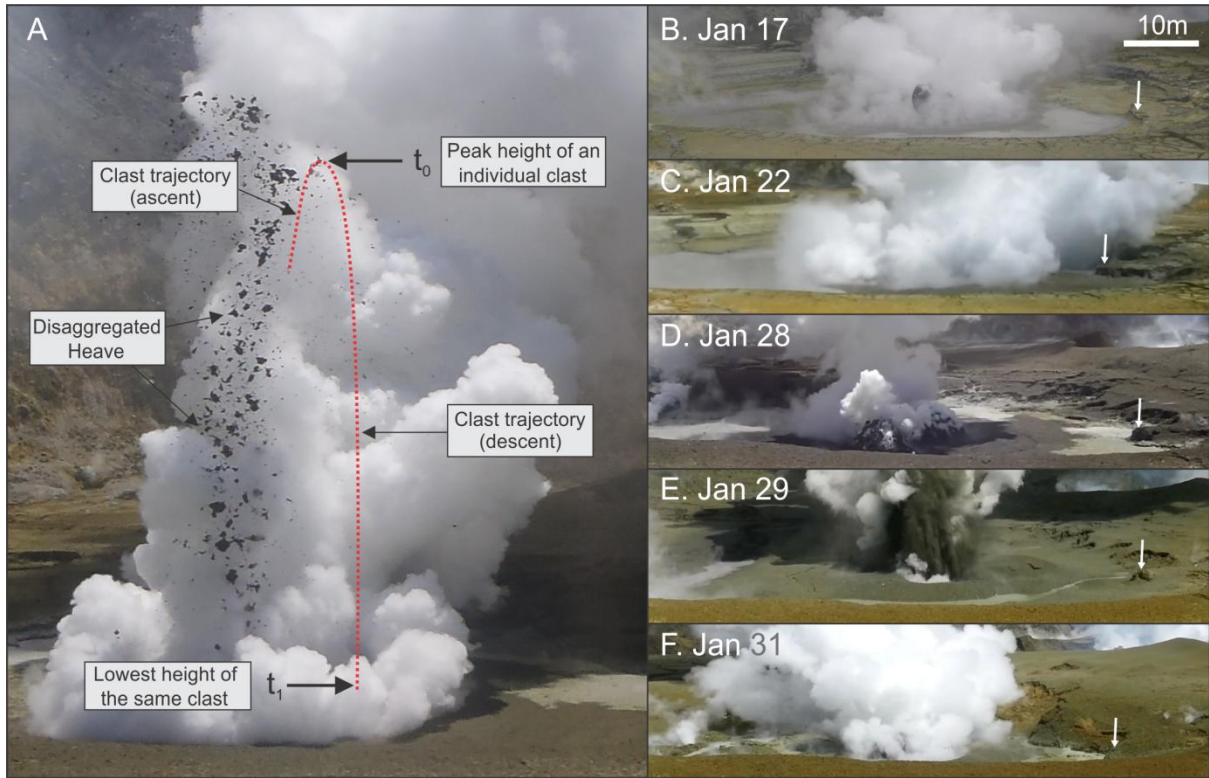 A
Clast trajectory
(ascent)
t₀
Peak height of an
individual clast
Disaggregated
Heave
Clast trajectory
(descent)
Lowest height of
the same clast
t₁
B. Jan 17
10m
C. Jan 22
D. Jan 28
E. Jan 29
F. Jan 31